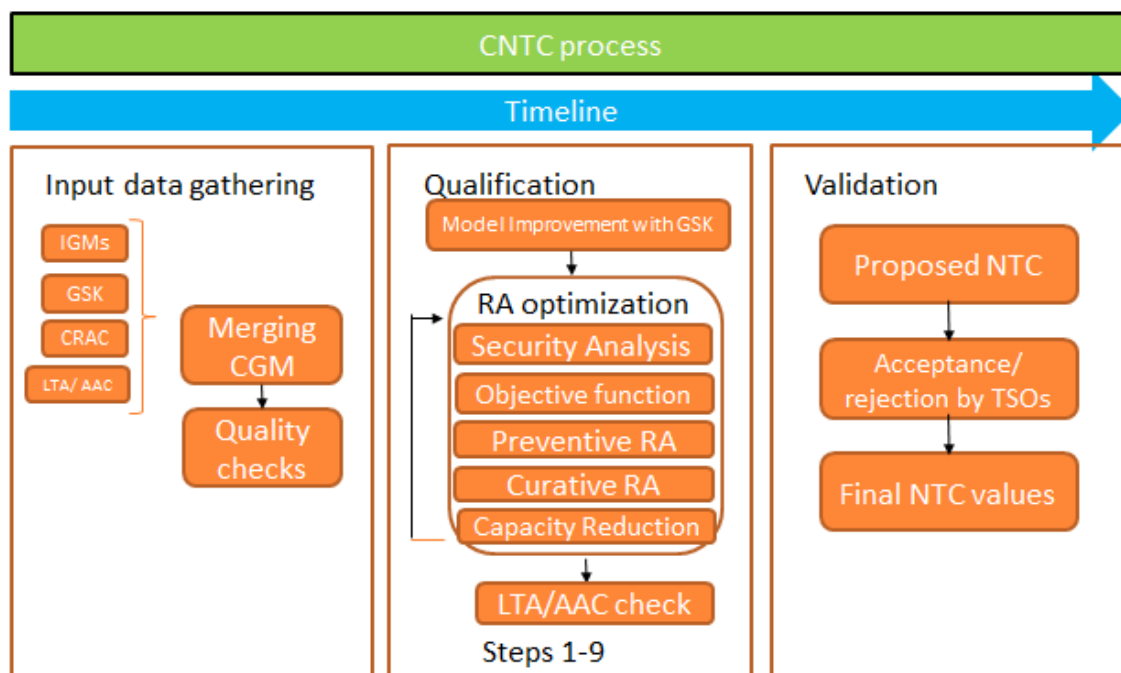 CNTC process
Timeline
Input data gathering
IGMs
GSK
CRAC
LTA/ AAC
Merging
CGM
Quality
checks
Qualification
Model Improvement with GSK
RA optimization
Security Analysis
Objective function
Preventive RA
Curative RA
Capacity Reduction
LTA/AAC check
Steps 1-9
Validation
Proposed NTC
Acceptance/
rejection by TSOs
Final NTC values